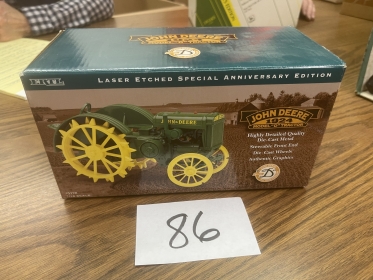 ERTL
LASER ETCHED SPECIAL ANNIVERSARY EDITION
JOHN DEERE
1924
Highly Detailed Quality
Die-Cast Metal
Steerable Front End
Die-Cast Wheels
Authentic Graphics
D
JOHN DEERE
86